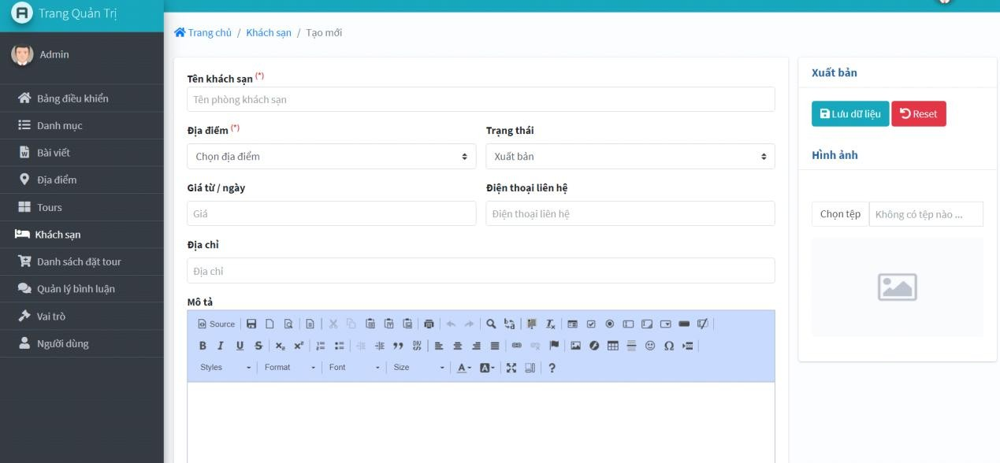 Trang Quản Trị
Admin
Bảng điều khiển
Danh mục
Bài viết
Địa điểm
Tours
Khách sạn
Danh sách đặt tour
Quản lý bình luận
Vai trò
Người dùng
Trang chủ / Khách sạn / Tạo mới
Tên khách sạn (*)
Tên phòng khách sạn
Địa điểm (*) Trạng thái
Chọn địa điểm Xuất bản
Giá từ / ngày Điện thoại liên hệ
Giá Điện thoại liên hệ
Địa chỉ
Địa chỉ
Mô tả
Source
Styles Format Font Size
Xuất bản
Lưu dữ liệu Reset
Hình ảnh
Chọn tệp Không có tệp nào ...